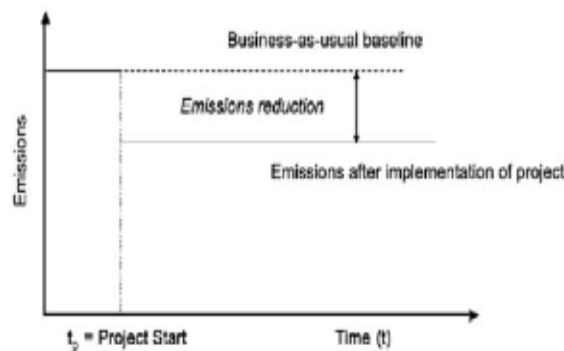 Business-as-usual baseline
Emissions reduction
Emissions
Emissions after implementation of project
t₀ = Project Start
Time (t)